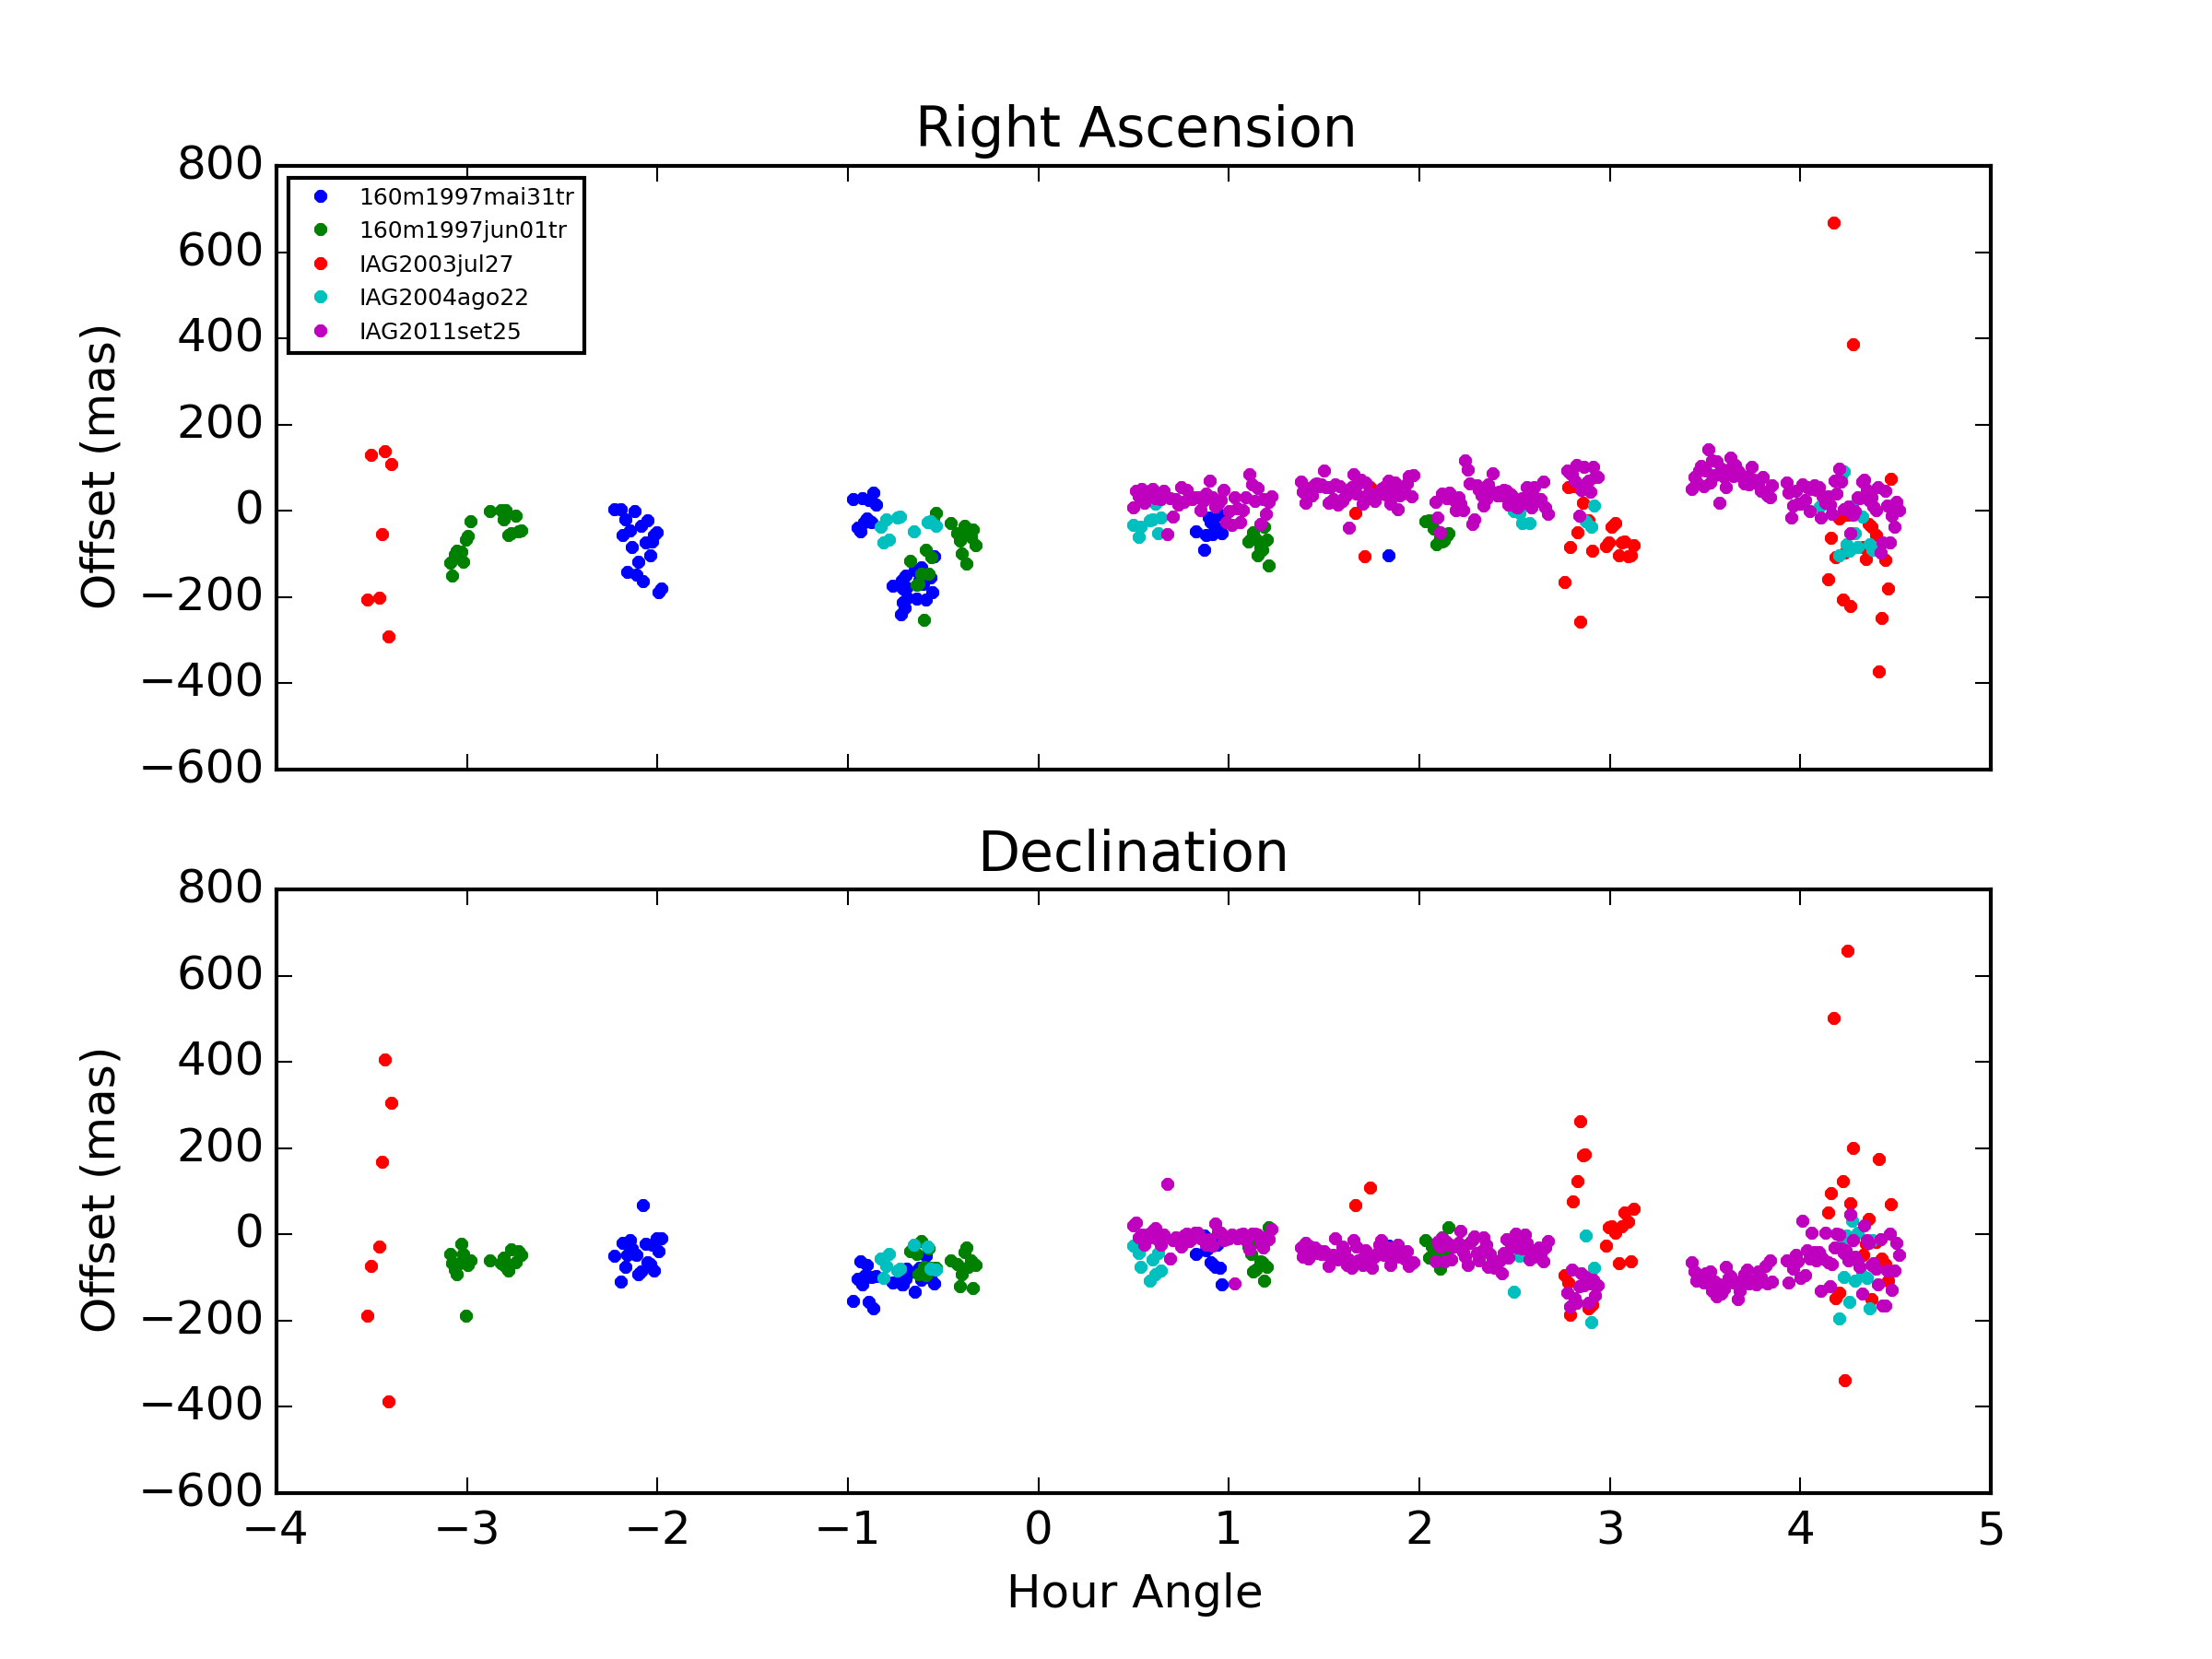 Right Ascension
800
600
400
200
0
−200
−400
−600
Offset (mas)
160m1997mai31tr
160m1997jun01tr
IAG2003jul27
IAG2004ago22
IAG2011set25
Declination
800
600
400
200
0
−200
−400
−600
Offset (mas)
−4 −3 −2 −1 0 1 2 3 4 5
Hour Angle